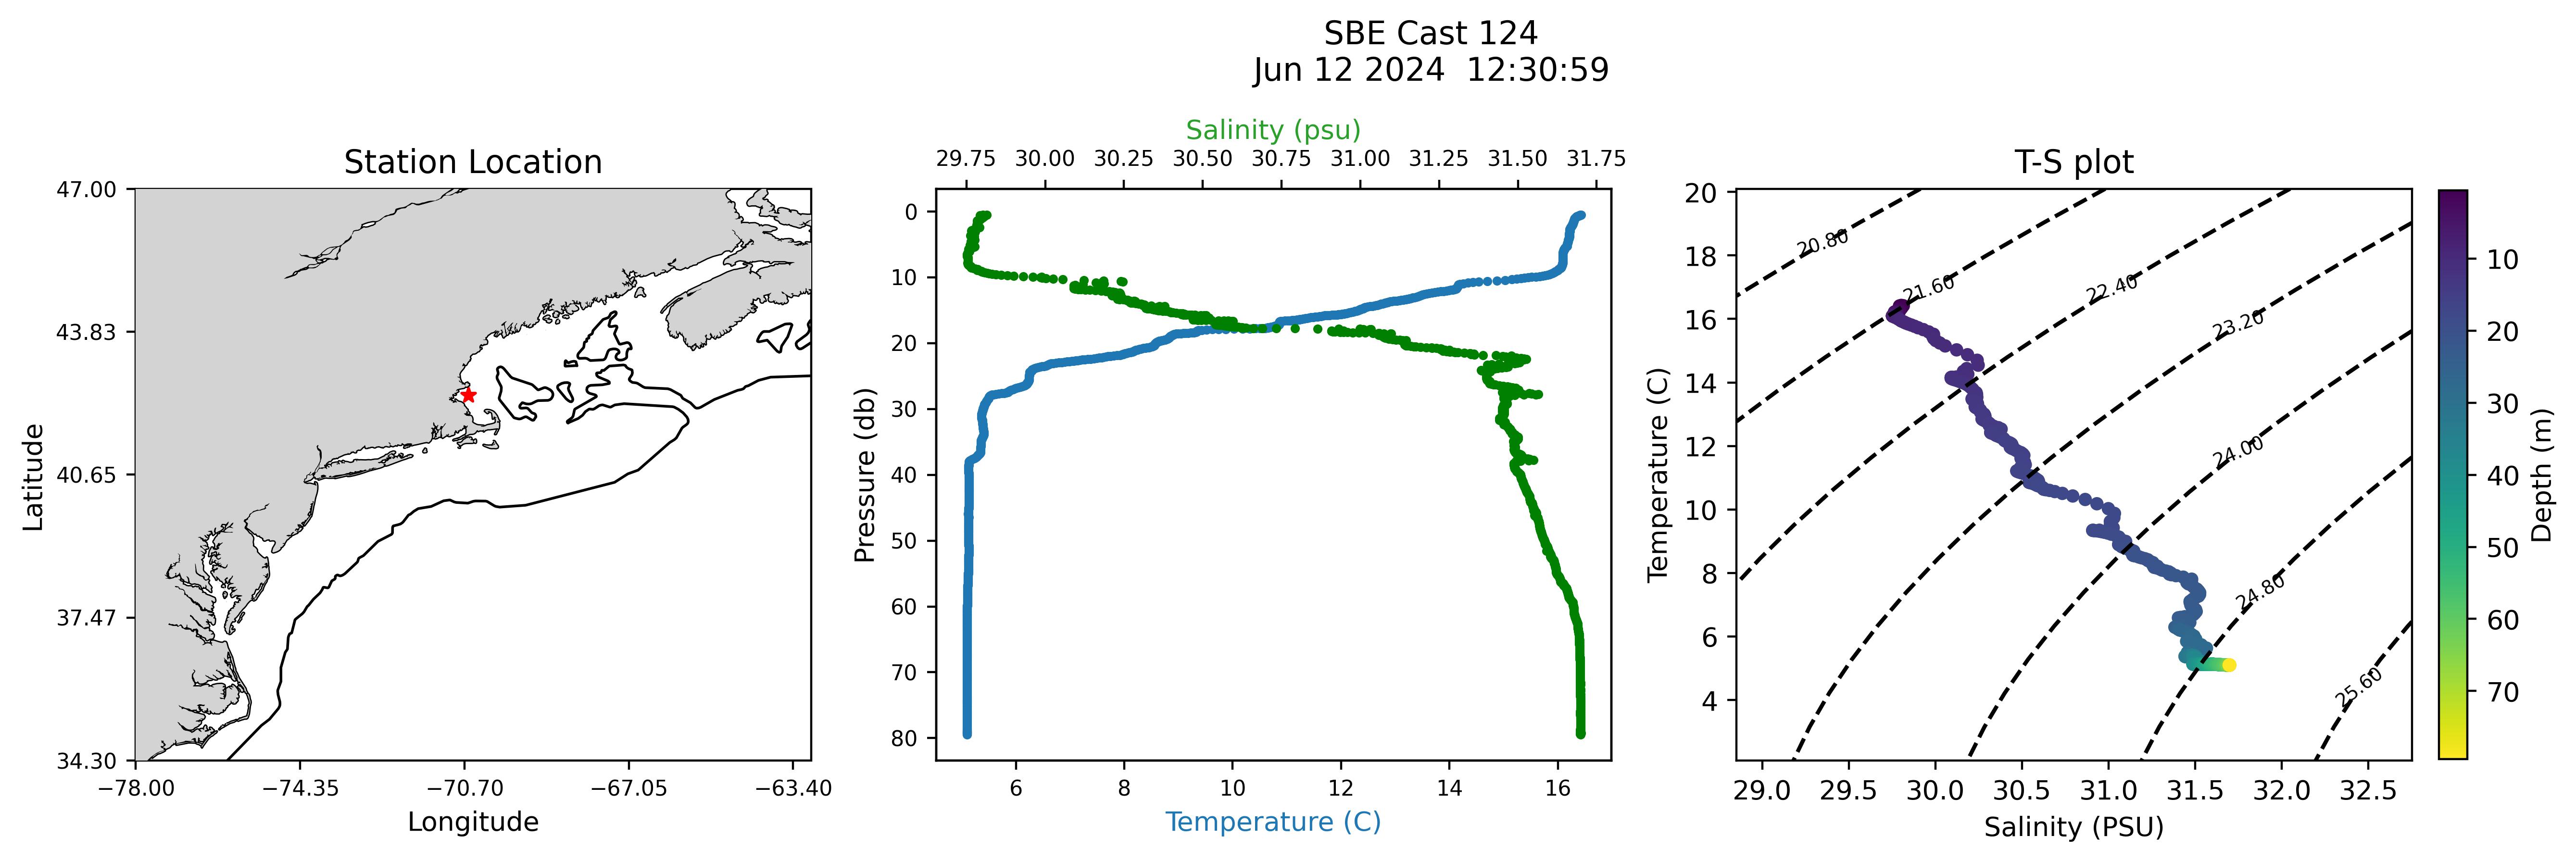 SBE Cast 124
Jun 12 2024  12:30:59
Station Location
47.00
43.83
40.65
37.47
34.30
Latitude
−78.00 −74.35 −70.70 −67.05 −63.40
Longitude
Salinity (psu)
29.75 30.00 30.25 30.50 30.75 31.00 31.25 31.50 31.75
0
10
20
30
40
50
60
70
80
Pressure (db)
6 8 10 12 14 16
Temperature (C)
T-S plot
20
18
16
14
12
10
8
6
4
Temperature (C)
20.80
21.60
22.40
23.20
24.00
24.80
25.60
29.0 29.5 30.0 30.5 31.0 31.5 32.0 32.5
Salinity (PSU)
10
20
30
40
50
60
70
Depth (m)